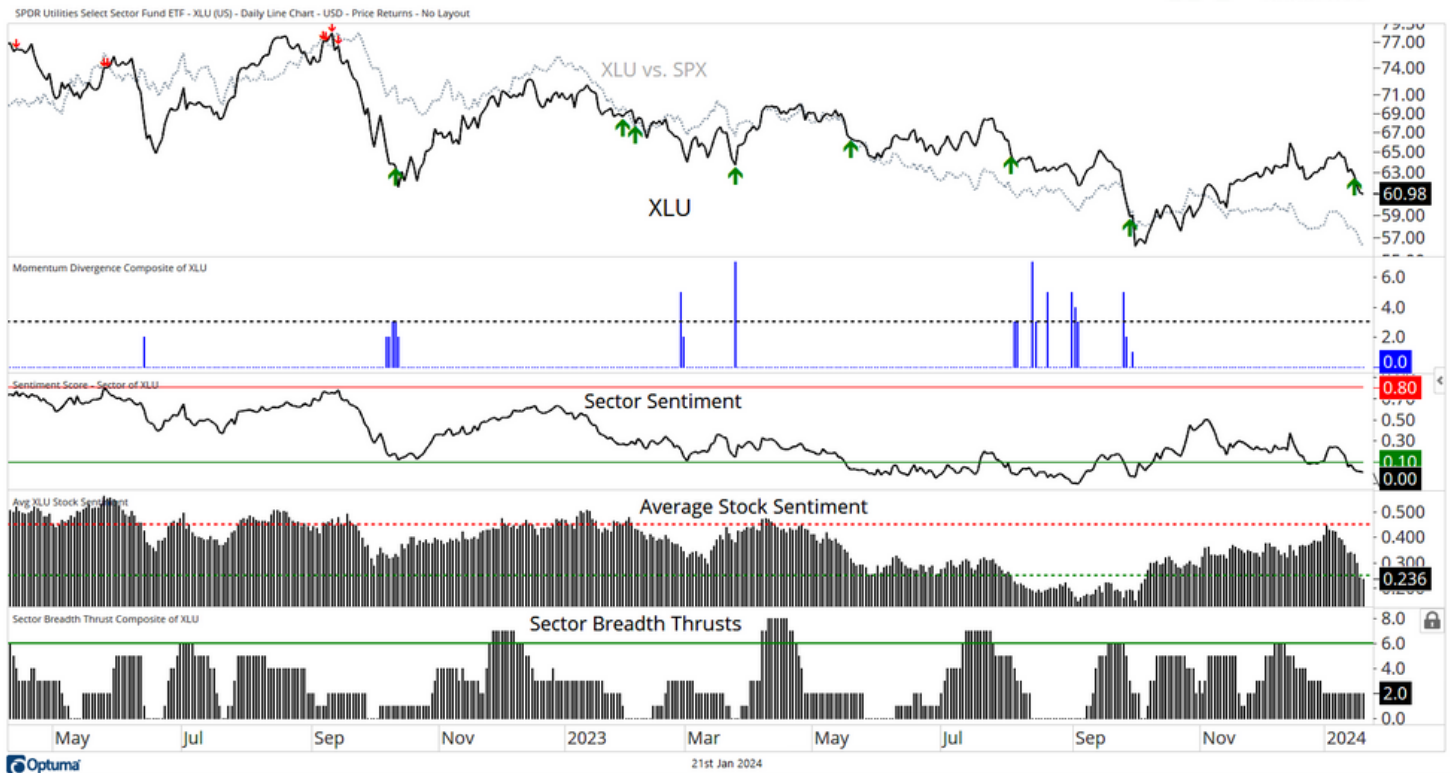 SPDR Utilities Select Sector Fund ETF - XLU (US) - Daily Line Chart - USD - Price Returns - No Layout
79.50
77.00
XLU vs. SPX
74.00
71.00
69.00
67.00
65.00
63.00
60.98
XLU
59.00
57.00
Momentum Divergence Composite of XLU
6.0
4.0
2.0
0.0
Sentiment Score - Sector of XLU
0.80
0.70
Sector Sentiment
0.50
0.30
0.10
0.00
Avg XLU Stock Sentiment
Average Stock Sentiment
0.500
0.400
0.300
0.236
Sector Breadth Thrust Composite of XLU
Sector Breadth Thrusts
8.0
6.0
4.0
2.0
0.0
May Jul Sep Nov 2023 Mar May Jul Sep Nov 2024
Optuma
21st Jan 2024